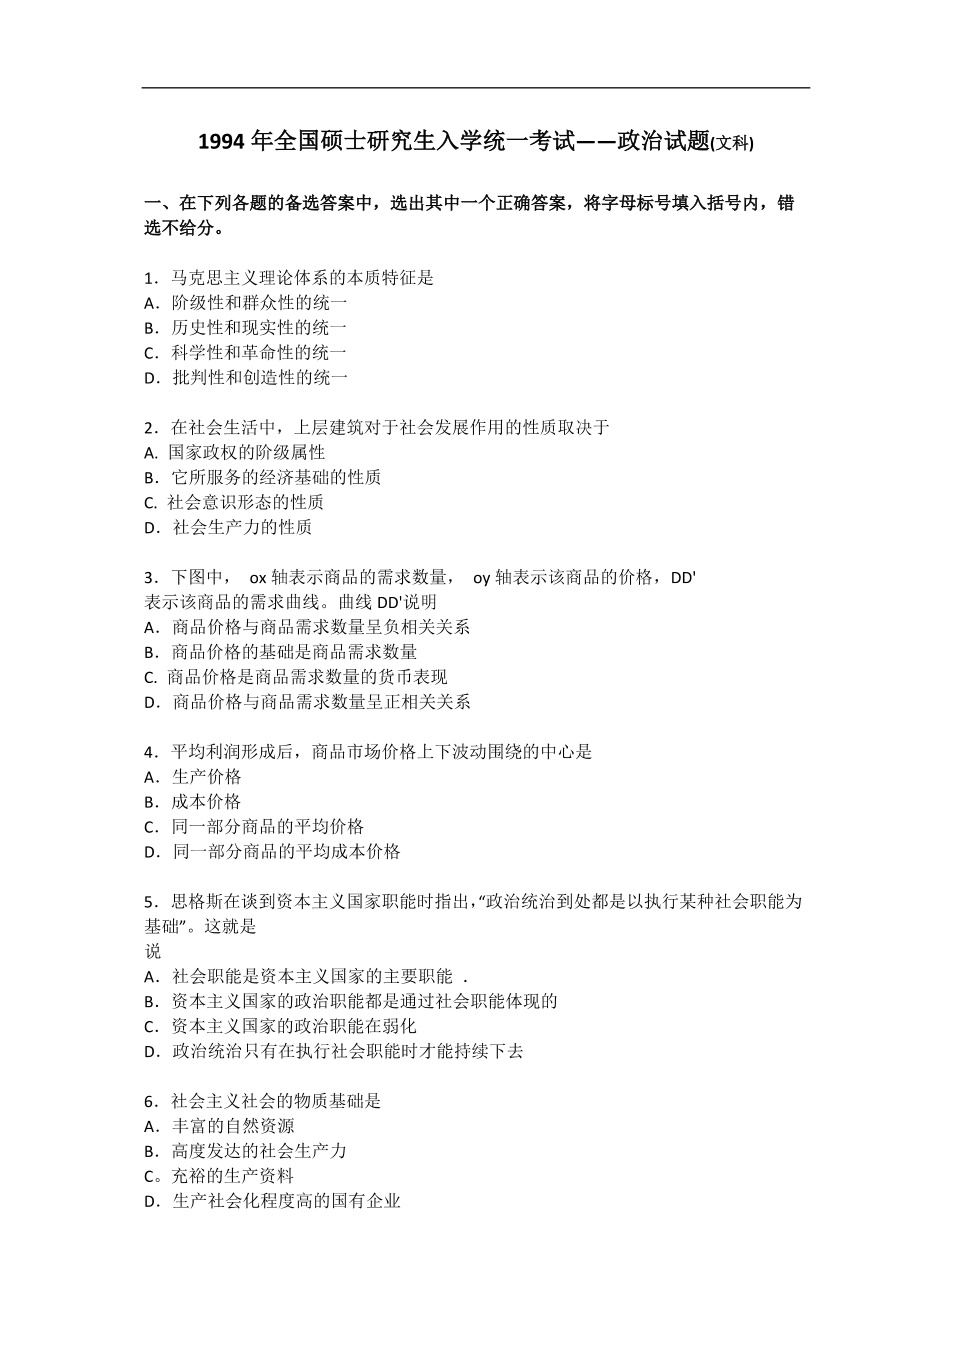 1994 年全国硕士研究生入学统一考试——政治试题(文科)
一、在下列各题的备选答案中，选出其中一个正确答案，将字母标号填入括号内，错
选不给分。
1．马克思主义理论体系的本质特征是
A．阶级性和群众性的统一
B．历史性和现实性的统一
C．科学性和革命性的统一
D．批判性和创造性的统一
2．在社会生活中，上层建筑对于社会发展作用的性质取决于
A. 国家政权的阶级属性
B．它所服务的经济基础的性质
C. 社会意识形态的性质
D．社会生产力的性质
3．下图中， ox 轴表示商品的需求数量， oy 轴表示该商品的价格，DD'
表示该商品的需求曲线。曲线 DD'说明
A．商品价格与商品需求数量呈负相关关系
B．商品价格的基础是商品需求数量
C. 商品价格是商品需求数量的货币表现
D．商品价格与商品需求数量呈正相关关系
4．平均利润形成后，商品市场价格上下波动围绕的中心是
A．生产价格
B．成本价格
C．同一部分商品的平均价格
D．同一部分商品的平均成本价格
5．思格斯在谈到资本主义国家职能时指出，“政治统治到处都是以执行某种社会职能为
基础”。这就是
说
A．社会职能是资本主义国家的主要职能 ．
B．资本主义国家的政治职能都是通过社会职能体现的
C．资本主义国家的政治职能在弱化
D．政治统治只有在执行社会职能时才能持续下去
6．社会主义社会的物质基础是
A．丰富的自然资源
B．高度发达的社会生产力
C。充裕的生产资料
D．生产社会化程度高的国有企业